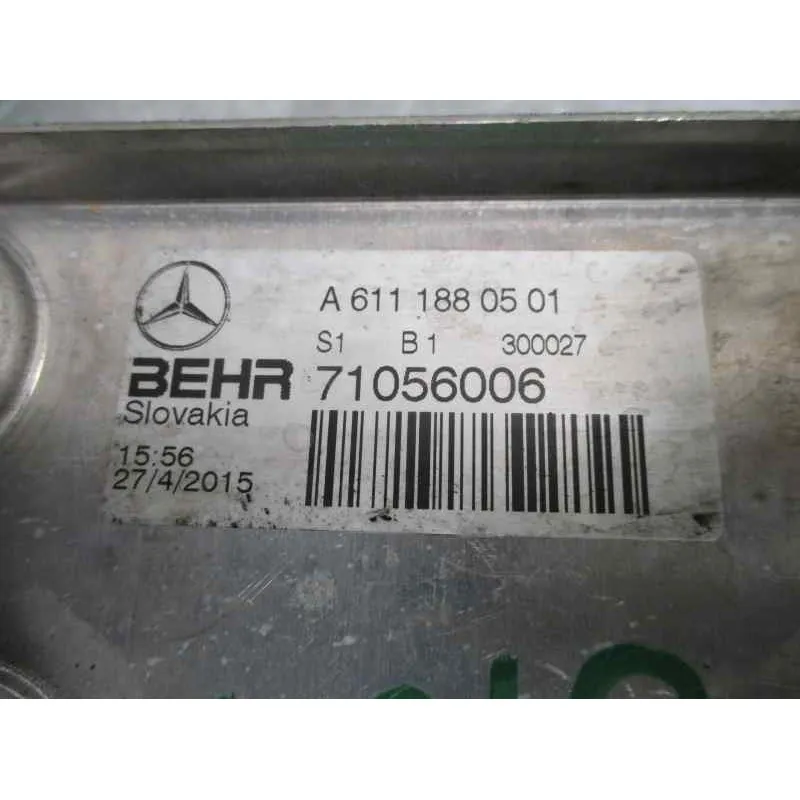 A 611 188 05 01
S1 B1 300027
BEHR 71056006
Slovakia
15:56
27/4/2015